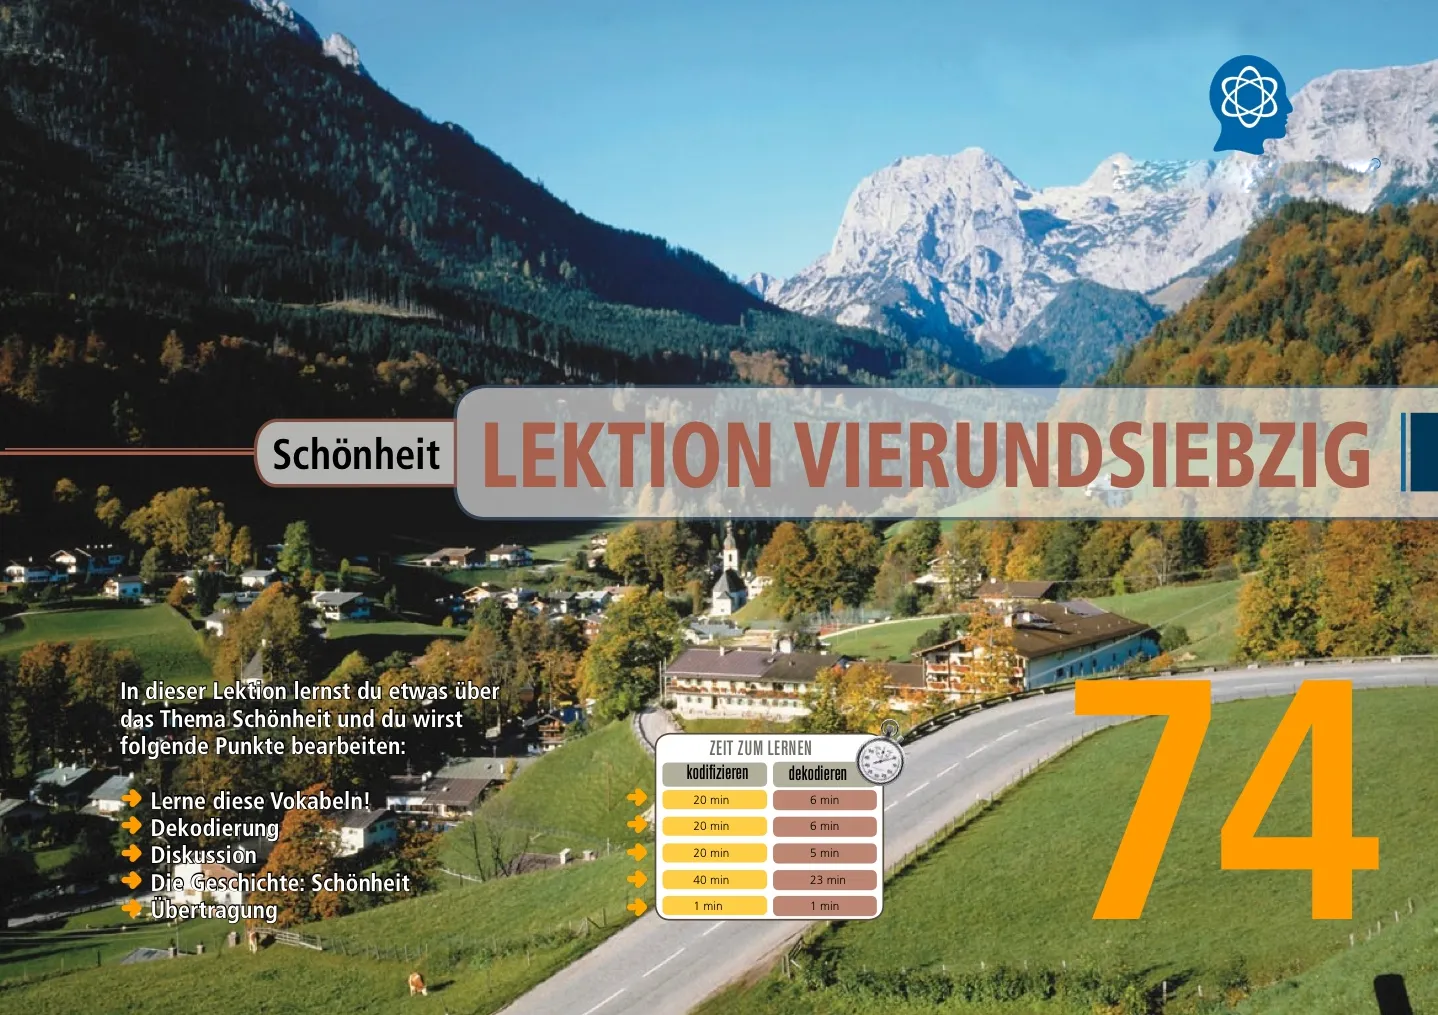 Schönheit
LEKTION VIERUNDSIEBZIG
In dieser Lektion lernst du etwas über
das Thema Schönheit und du wirst
folgende Punkte bearbeiten:
Lerne diese Vokabeln!
Dekodierung
Diskussion
Die Geschichte: Schönheit
Übertragung
ZEIT ZUM LERNEN
kodifizieren dekodieren
20 min 6 min
20 min 6 min
20 min 5 min
40 min 23 min
1 min 1 min
74